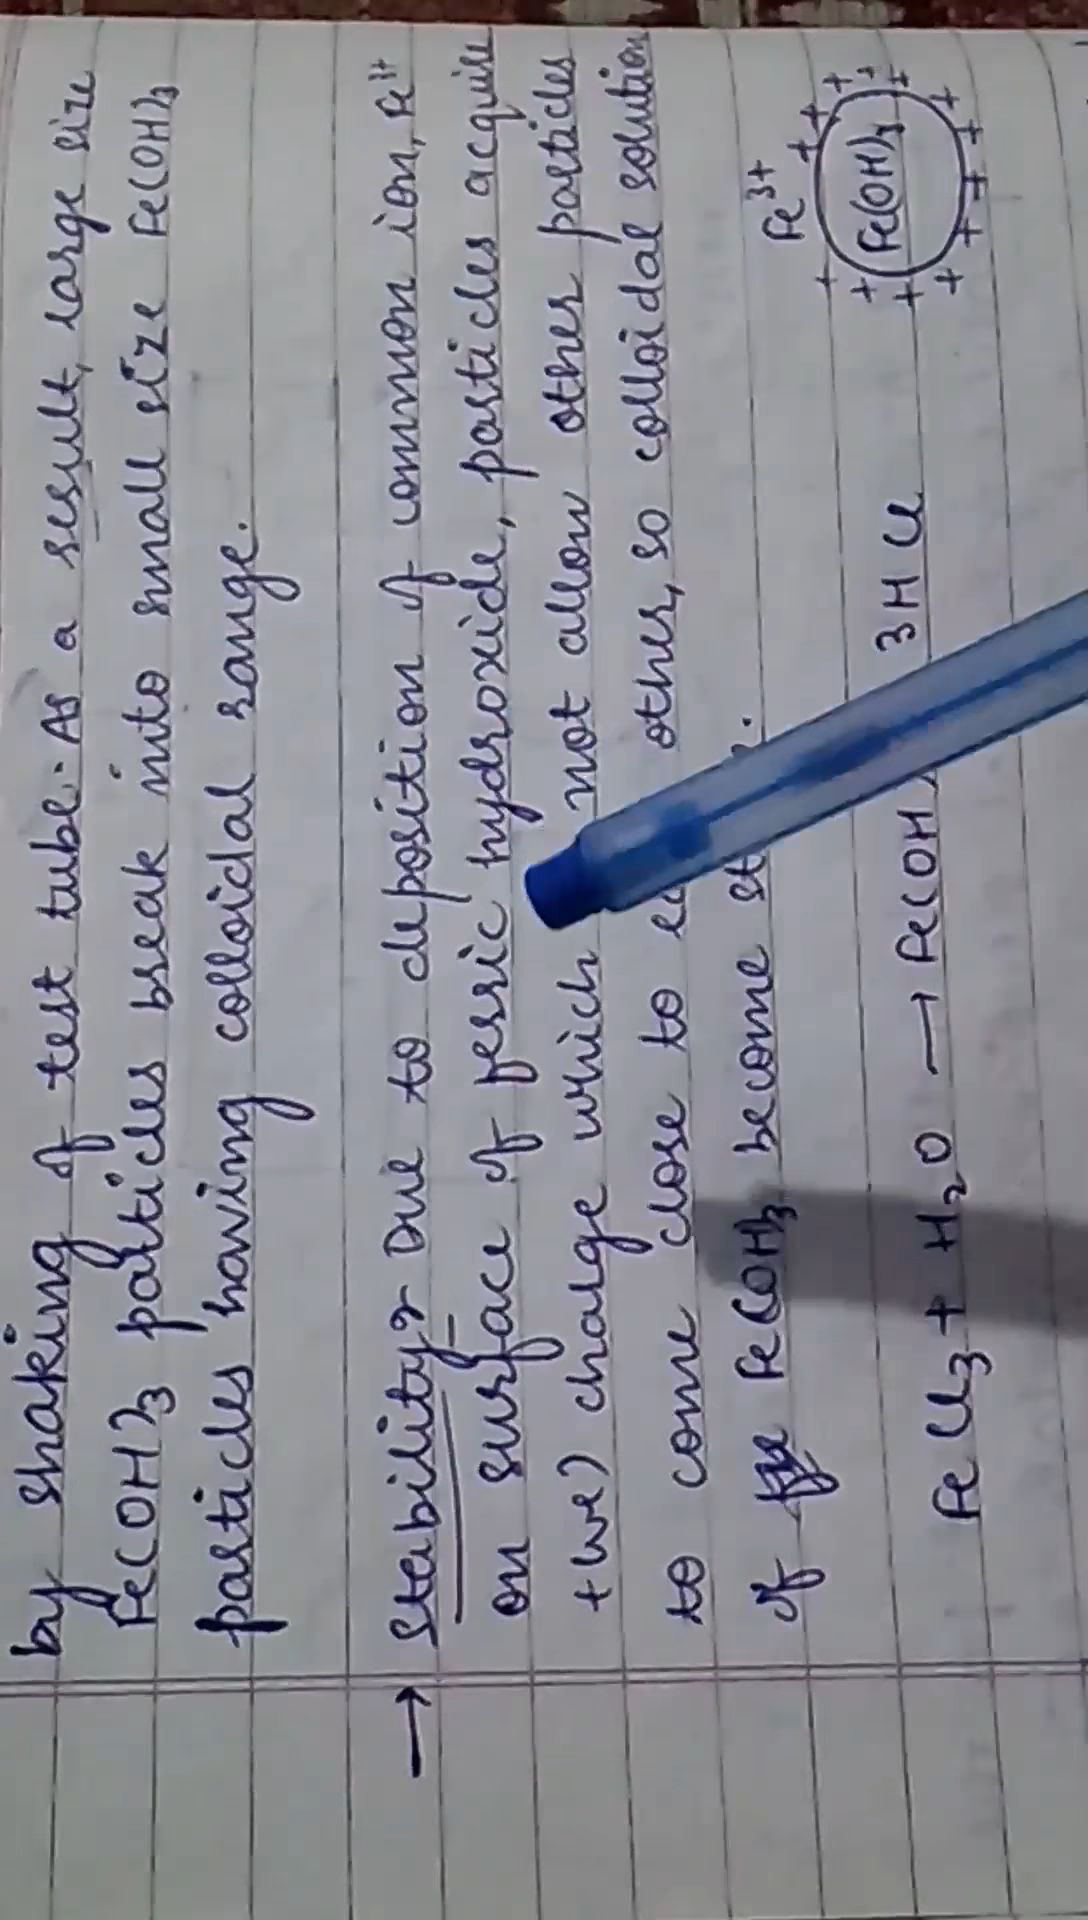 by shaking of test tube. As a result, large size
Fe(OH)3 particles break into small size Fe(OH)3
particles having colloidal range.
→ Stability:- Due to deposition of common ion, Fe3+
on surface of ferric hydroxide, particles acquire
+ve) charge which not allow other particles
to come close to other, so colloidal solution
of Fe(OH)3 become
Fe3+
Fe(OH)3
+ + + + + + + + + + + + +
FeCl3 + H2O → Fe(OH) 3HCl